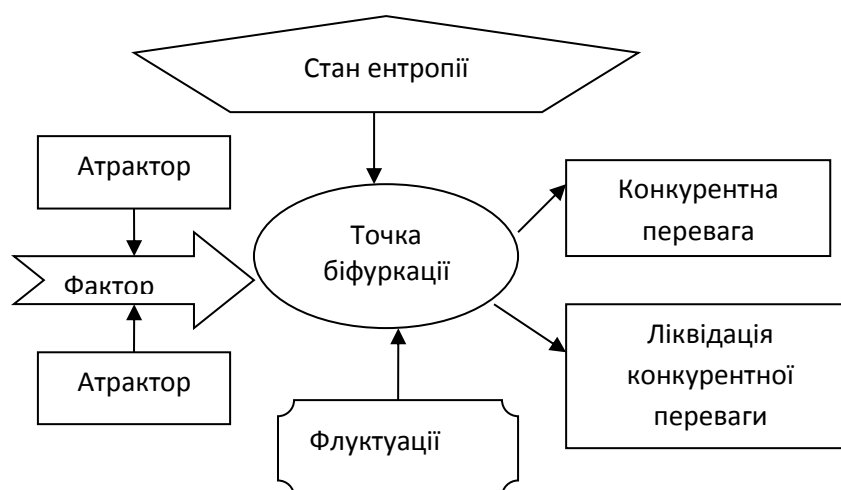 Стан ентропії
Атрактор
Конкурентна
перевага
Точка
біфуркації
Фактор
Ліквідація
конкурентної
переваги
Атрактор
Флуктуації